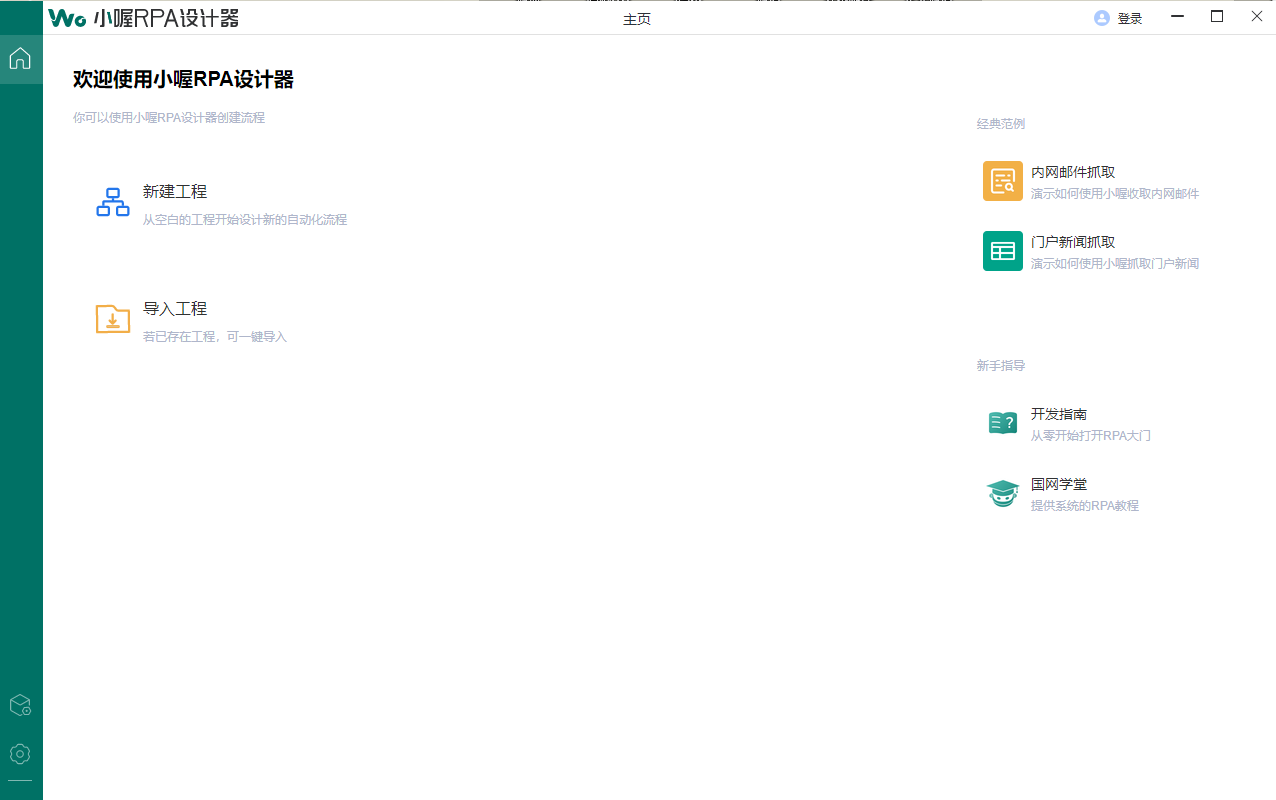 Wo 小喔RPA设计器
主页
登录
欢迎使用小喔RPA设计器
你可以使用小喔RPA设计器创建流程
新建工程
从空白的工程开始设计新的自动化流程
导入工程
若已存在工程，可一键导入
经典范例
内网邮件抓取
演示如何使用小喔收取内网邮件
门户新闻抓取
演示如何使用小喔抓取门户新闻
新手指导
开发指南
从零开始打开RPA大门
国网学堂
提供系统的RPA教程